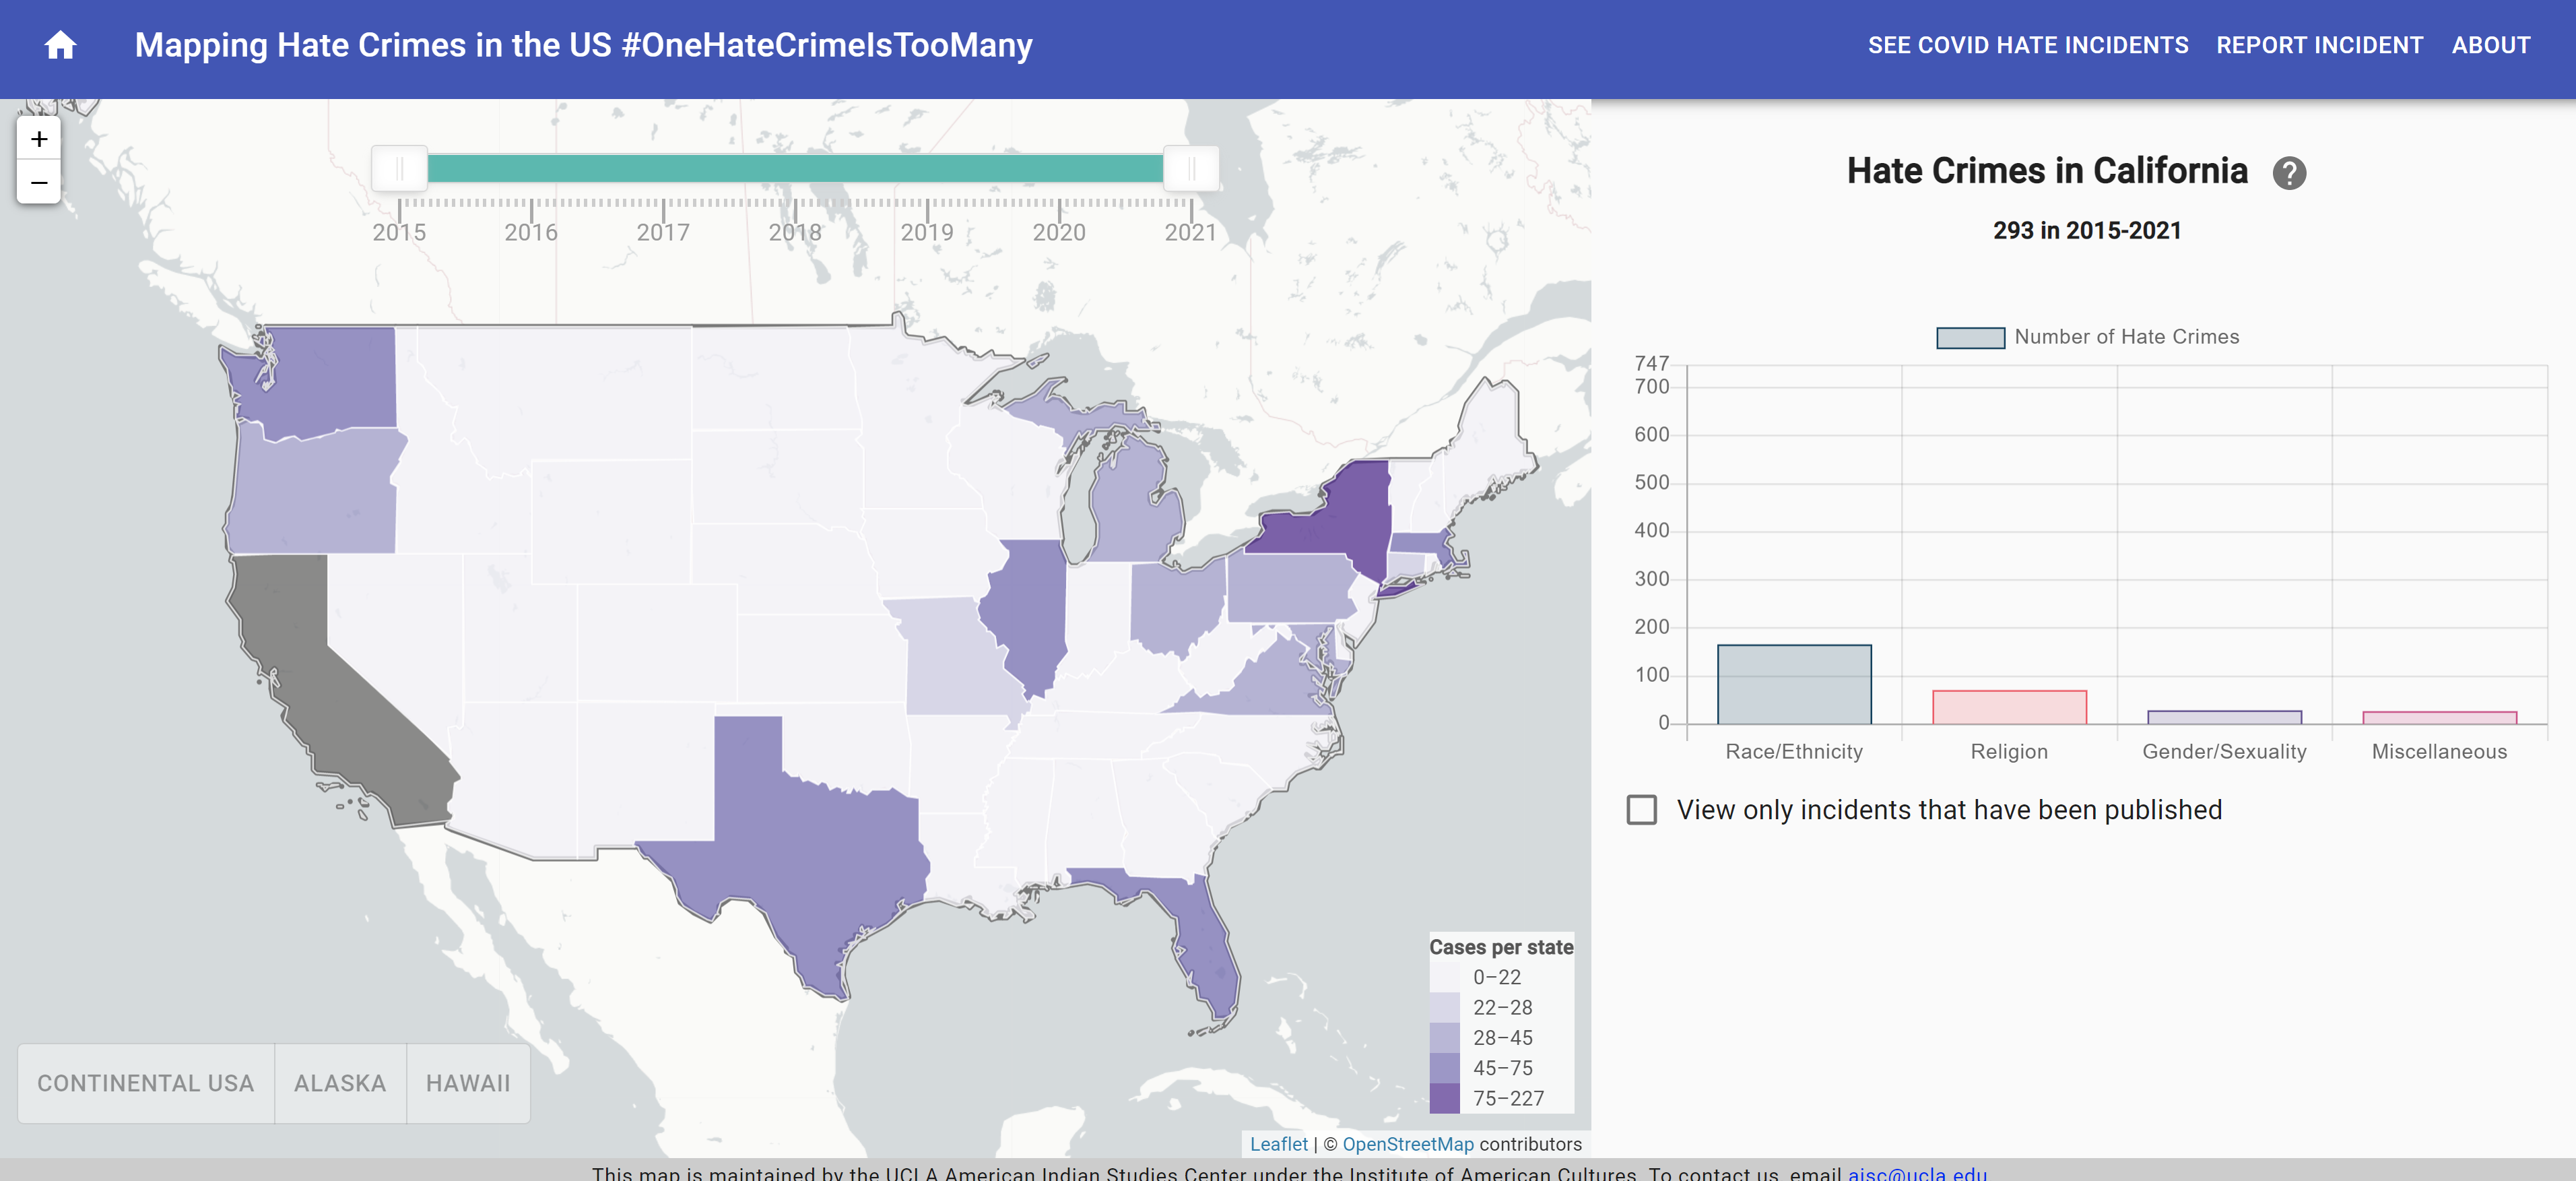 Mapping Hate Crimes in the US #OneHateCrimeIsTooMany
SEE COVID HATE INCIDENTS REPORT INCIDENT ABOUT
+
−
2015 2016 2017 2018 2019 2020 2021
CONTINENTAL USA ALASKA HAWAII
Cases per state
0–22
22–28
28–45
45–75
75–227
Leaflet | © OpenStreetMap contributors
Hate Crimes in California ?
293 in 2015-2021
Number of Hate Crimes
747
700
600
500
400
300
200
100
0
Race/Ethnicity Religion Gender/Sexuality Miscellaneous
View only incidents that have been published
This map is maintained by the UCLA American Indian Studies Center under the Institute of American Cultures. To contact us, email aisc@ucla.edu